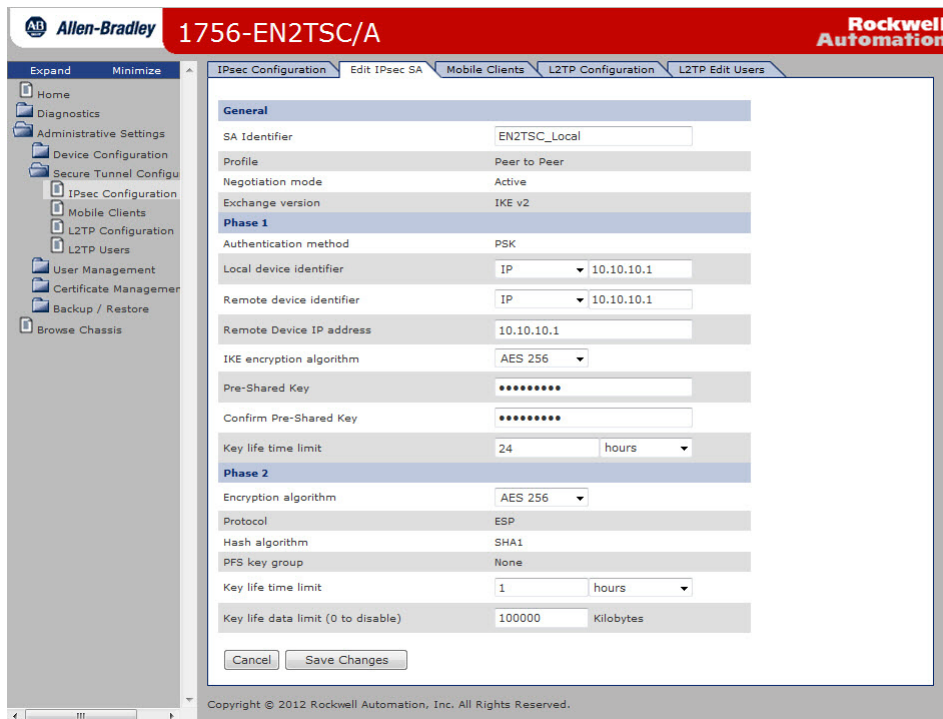 AB Allen-Bradley 1756-EN2TSC/A Rockwell
Automation
Expand Minimize
Home
Diagnostics
Administrative Settings
Device Configuration
Secure Tunnel Configu
IPsec Configuration
Mobile Clients
L2TP Configuration
L2TP Users
User Management
Certificate Managemen
Backup / Restore
Browse Chassis
IPsec Configuration Edit IPsec SA Mobile Clients L2TP Configuration L2TP Edit Users
General
SA Identifier EN2TSC_Local
Profile Peer to Peer
Negotiation mode Active
Exchange version IKE v2
Phase 1
Authentication method PSK
Local device identifier IP 10.10.10.1
Remote device identifier IP 10.10.10.1
Remote Device IP address 10.10.10.1
IKE encryption algorithm AES 256
Pre-Shared Key •••••••••
Confirm Pre-Shared Key •••••••••
Key life time limit 24 hours
Phase 2
Encryption algorithm AES 256
Protocol ESP
Hash algorithm SHA1
PFS key group None
Key life time limit 1 hours
Key life data limit (0 to disable) 100000 Kilobytes
Cancel Save Changes
Copyright © 2012 Rockwell Automation, Inc. All Rights Reserved.